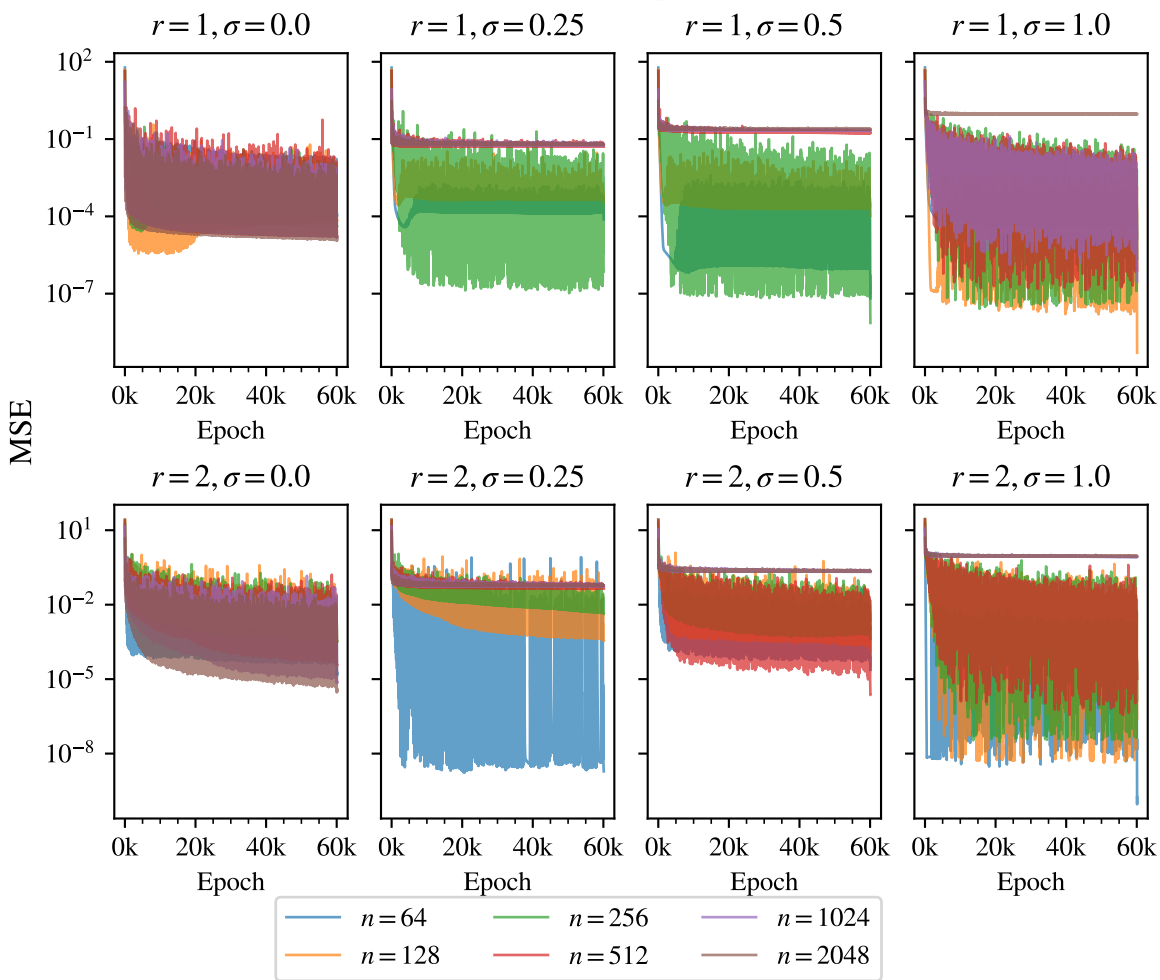 r = 1, σ = 0.0
r = 1, σ = 0.25
r = 1, σ = 0.5
r = 1, σ = 1.0
10²
10⁻¹
10⁻⁴
10⁻⁷
0k 20k 40k 60k
0k 20k 40k 60k
0k 20k 40k 60k
0k 20k 40k 60k
Epoch
Epoch
Epoch
Epoch
MSE
r = 2, σ = 0.0
r = 2, σ = 0.25
r = 2, σ = 0.5
r = 2, σ = 1.0
10¹
10⁻²
10⁻⁵
10⁻⁸
0k 20k 40k 60k
0k 20k 40k 60k
0k 20k 40k 60k
0k 20k 40k 60k
Epoch
Epoch
Epoch
Epoch
n = 64
n = 256
n = 1024
n = 128
n = 512
n = 2048